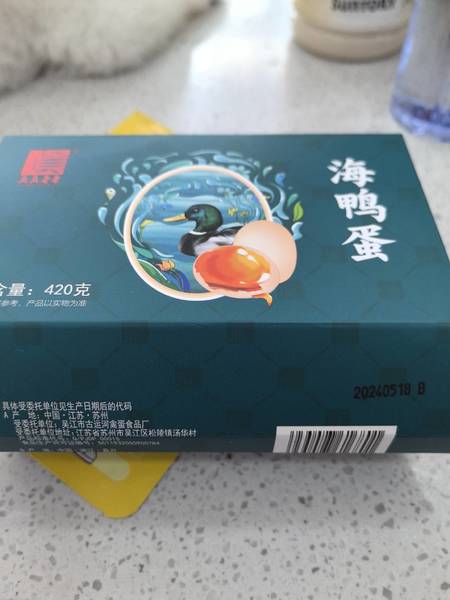 海鸭蛋
含量：420克
参考，产品以实物为准
20240518 B
具体受委托单位见生产日期后的代码
A 产 地：中国·江苏·苏州
受委托单位：吴江市古运河禽蛋食品厂
受委托单位地址：江苏省苏州市吴江区松陵镇汤华村